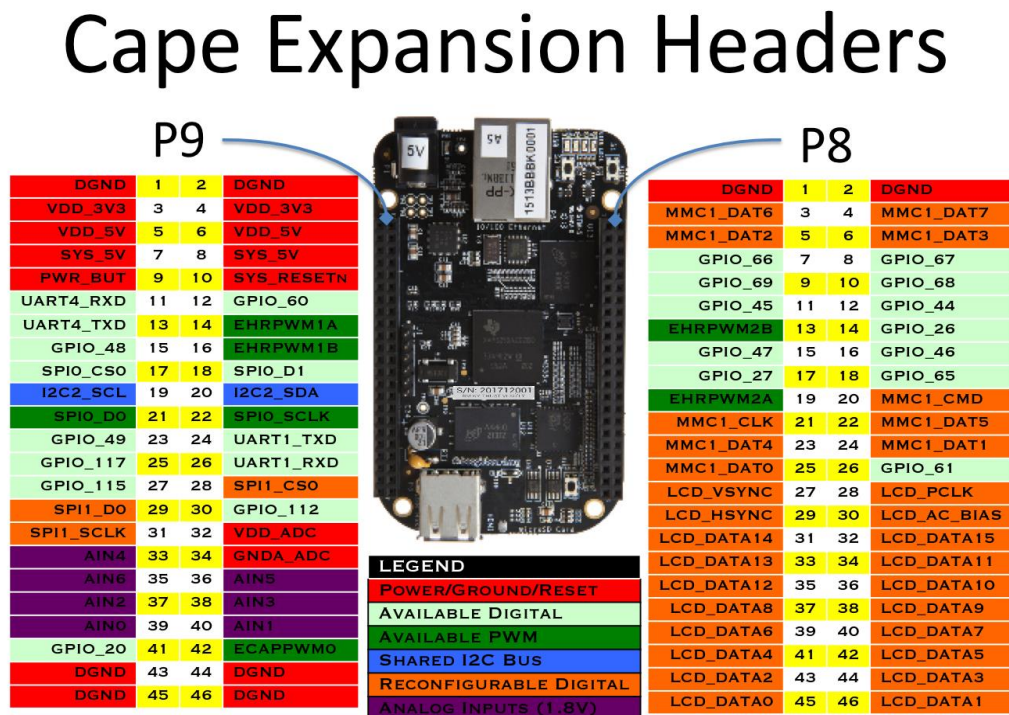 Cape Expansion Headers
P9
P8
DGND 1 2 DGND
VDD_3V3 3 4 VDD_3V3
VDD_5V 5 6 VDD_5V
SYS_5V 7 8 SYS_5V
PWR_BUT 9 10 SYS_RESETN
UART4_RXD 11 12 GPIO_60
UART4_TXD 13 14 EHRPWM1A
GPIO_48 15 16 EHRPWM1B
SPI0_CS0 17 18 SPI0_D1
I2C2_SCL 19 20 I2C2_SDA
SPI0_D0 21 22 SPI0_SCLK
GPIO_49 23 24 UART1_TXD
GPIO_117 25 26 UART1_RXD
GPIO_115 27 28 SPI1_CS0
SPI1_D0 29 30 GPIO_112
SPI1_SCLK 31 32 VDD_ADC
AIN4 33 34 GNDA_ADC
AIN6 35 36 AIN5
AIN2 37 38 AIN3
AIN0 39 40 AIN1
GPIO_20 41 42 ECAPPWM0
DGND 43 44 DGND
DGND 45 46 DGND
5V
A5
1513BBBK0001
IO/LED Ethernet
S/N: 201712001
microSD Card
LEGEND
POWER/GROUND/RESET
AVAILABLE DIGITAL
AVAILABLE PWM
SHARED I2C BUS
RECONFIGURABLE DIGITAL
ANALOG INPUTS (1.8V)
DGND 1 2 DGND
MMC1_DAT6 3 4 MMC1_DAT7
MMC1_DAT2 5 6 MMC1_DAT3
GPIO_66 7 8 GPIO_67
GPIO_69 9 10 GPIO_68
GPIO_45 11 12 GPIO_44
EHRPWM2B 13 14 GPIO_26
GPIO_47 15 16 GPIO_46
GPIO_27 17 18 GPIO_65
EHRPWM2A 19 20 MMC1_CMD
MMC1_CLK 21 22 MMC1_DAT5
MMC1_DAT4 23 24 MMC1_DAT1
MMC1_DAT0 25 26 GPIO_61
LCD_VSYNC 27 28 LCD_PCLK
LCD_HSYNC 29 30 LCD_AC_BIAS
LCD_DATA14 31 32 LCD_DATA15
LCD_DATA13 33 34 LCD_DATA11
LCD_DATA12 35 36 LCD_DATA10
LCD_DATA8 37 38 LCD_DATA9
LCD_DATA6 39 40 LCD_DATA7
LCD_DATA4 41 42 LCD_DATA5
LCD_DATA2 43 44 LCD_DATA3
LCD_DATA0 45 46 LCD_DATA1